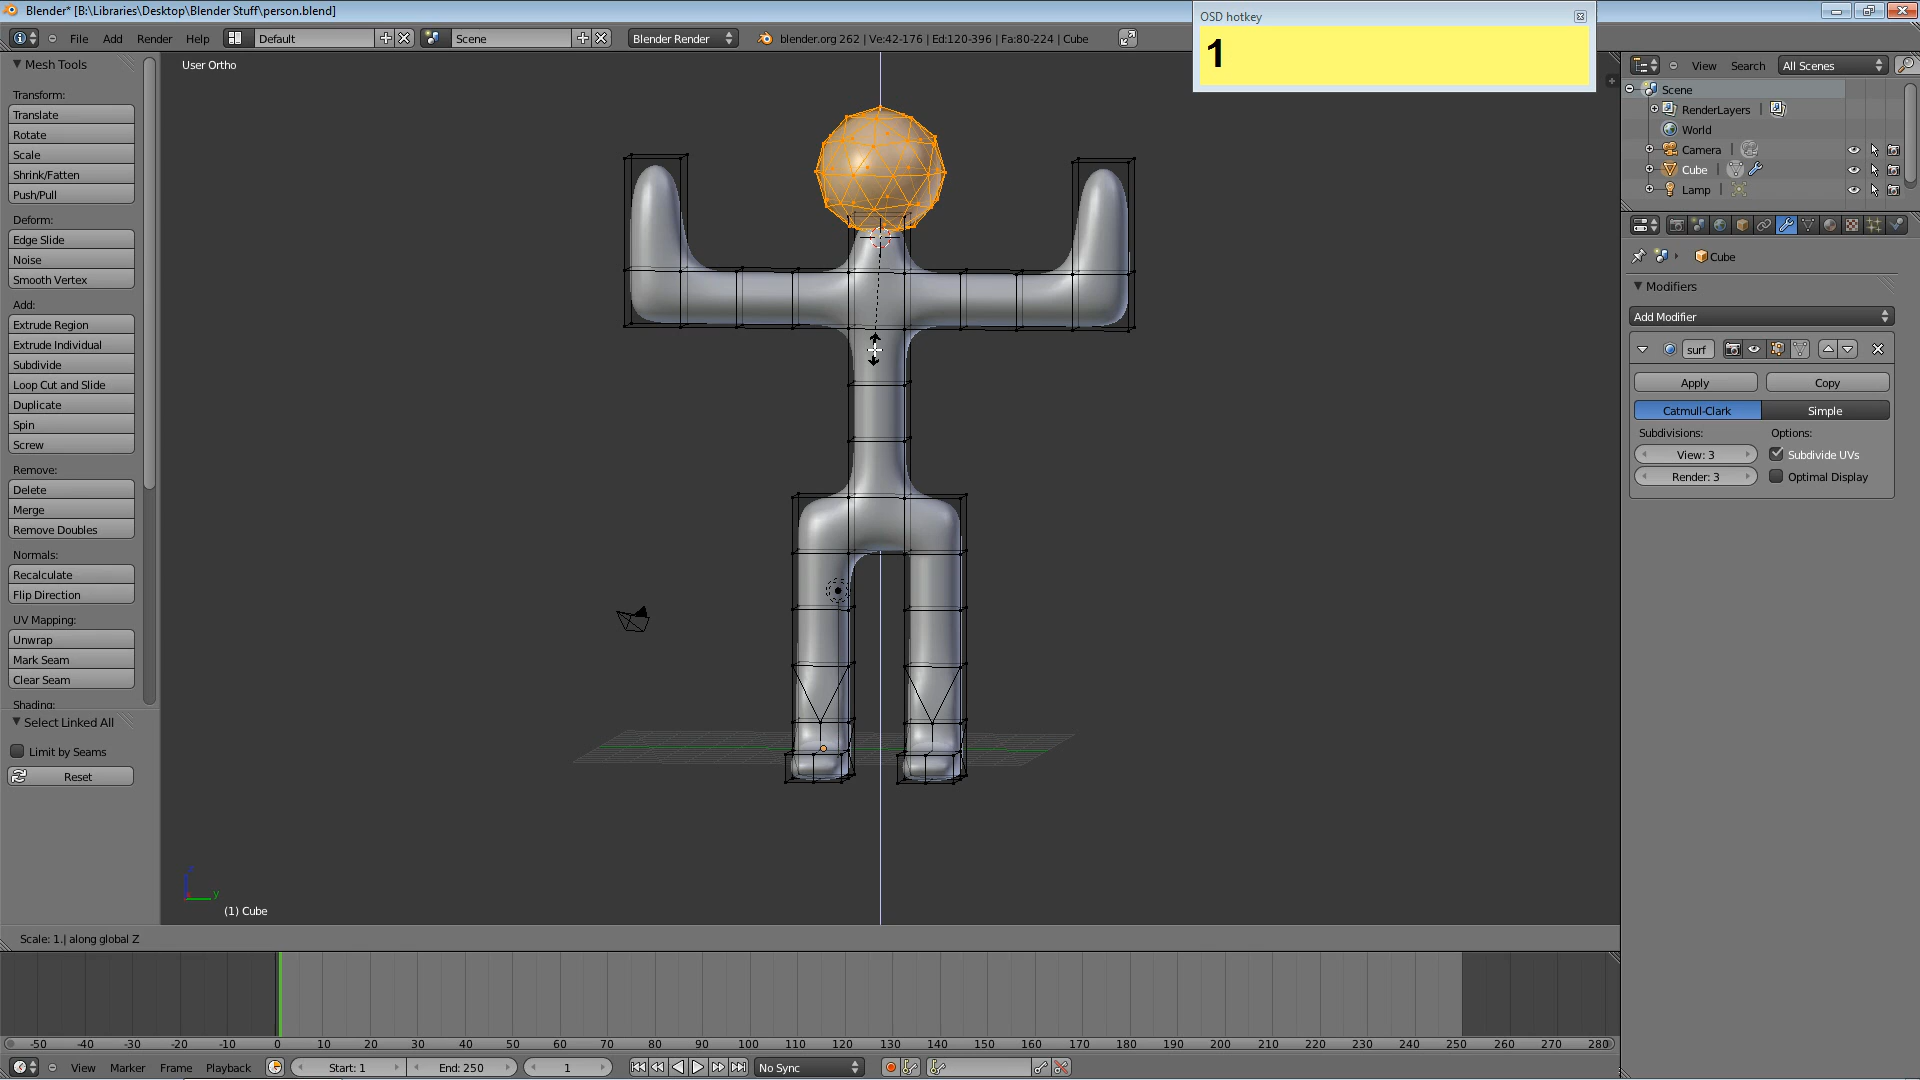 Blender* [B:\Libraries\Desktop\Blender Stuff\person.blend]
OSD hotkey
1
File Add Render Help Default Scene Blender Render blender.org 262 | Ve:42-176 | Ed:120-396 | Fa:80-224 | Cube
Mesh Tools
Transform:
Translate
Rotate
Scale
Shrink/Fatten
Push/Pull
Deform:
Edge Slide
Noise
Smooth Vertex
Add:
Extrude Region
Extrude Individual
Subdivide
Loop Cut and Slide
Duplicate
Spin
Screw
Remove:
Delete
Merge
Remove Doubles
Normals:
Recalculate
Flip Direction
UV Mapping:
Unwrap
Mark Seam
Clear Seam
Shading:
Select Linked All
Limit by Seams
Reset
User Ortho
z
y
(1) Cube
View Search All Scenes
Scene
RenderLayers
World
Camera
Cube
Lamp
Cube
Modifiers
Add Modifier
surf
Apply Copy
Catmull-Clark Simple
Subdivisions: Options:
View: 3 Subdivide UVs
Render: 3 Optimal Display
Scale: 1.| along global Z
-50 -40 -30 -20 -10 0 10 20 30 40 50 60 70 80 90 100 110 120 130 140 150 160 170 180 190 200 210 220 230 240 250 260 270 280
View Marker Frame Playback Start: 1 End: 250 1 No Sync